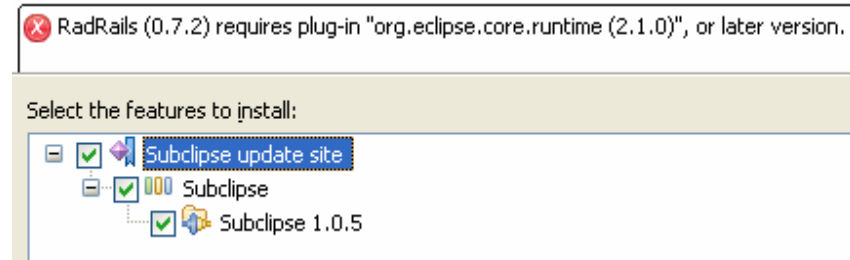 RadRails (0.7.2) requires plug-in "org.eclipse.core.runtime (2.1.0)", or later version.
Select the features to install:
Subclipse update site
Subclipse
Subclipse 1.0.5